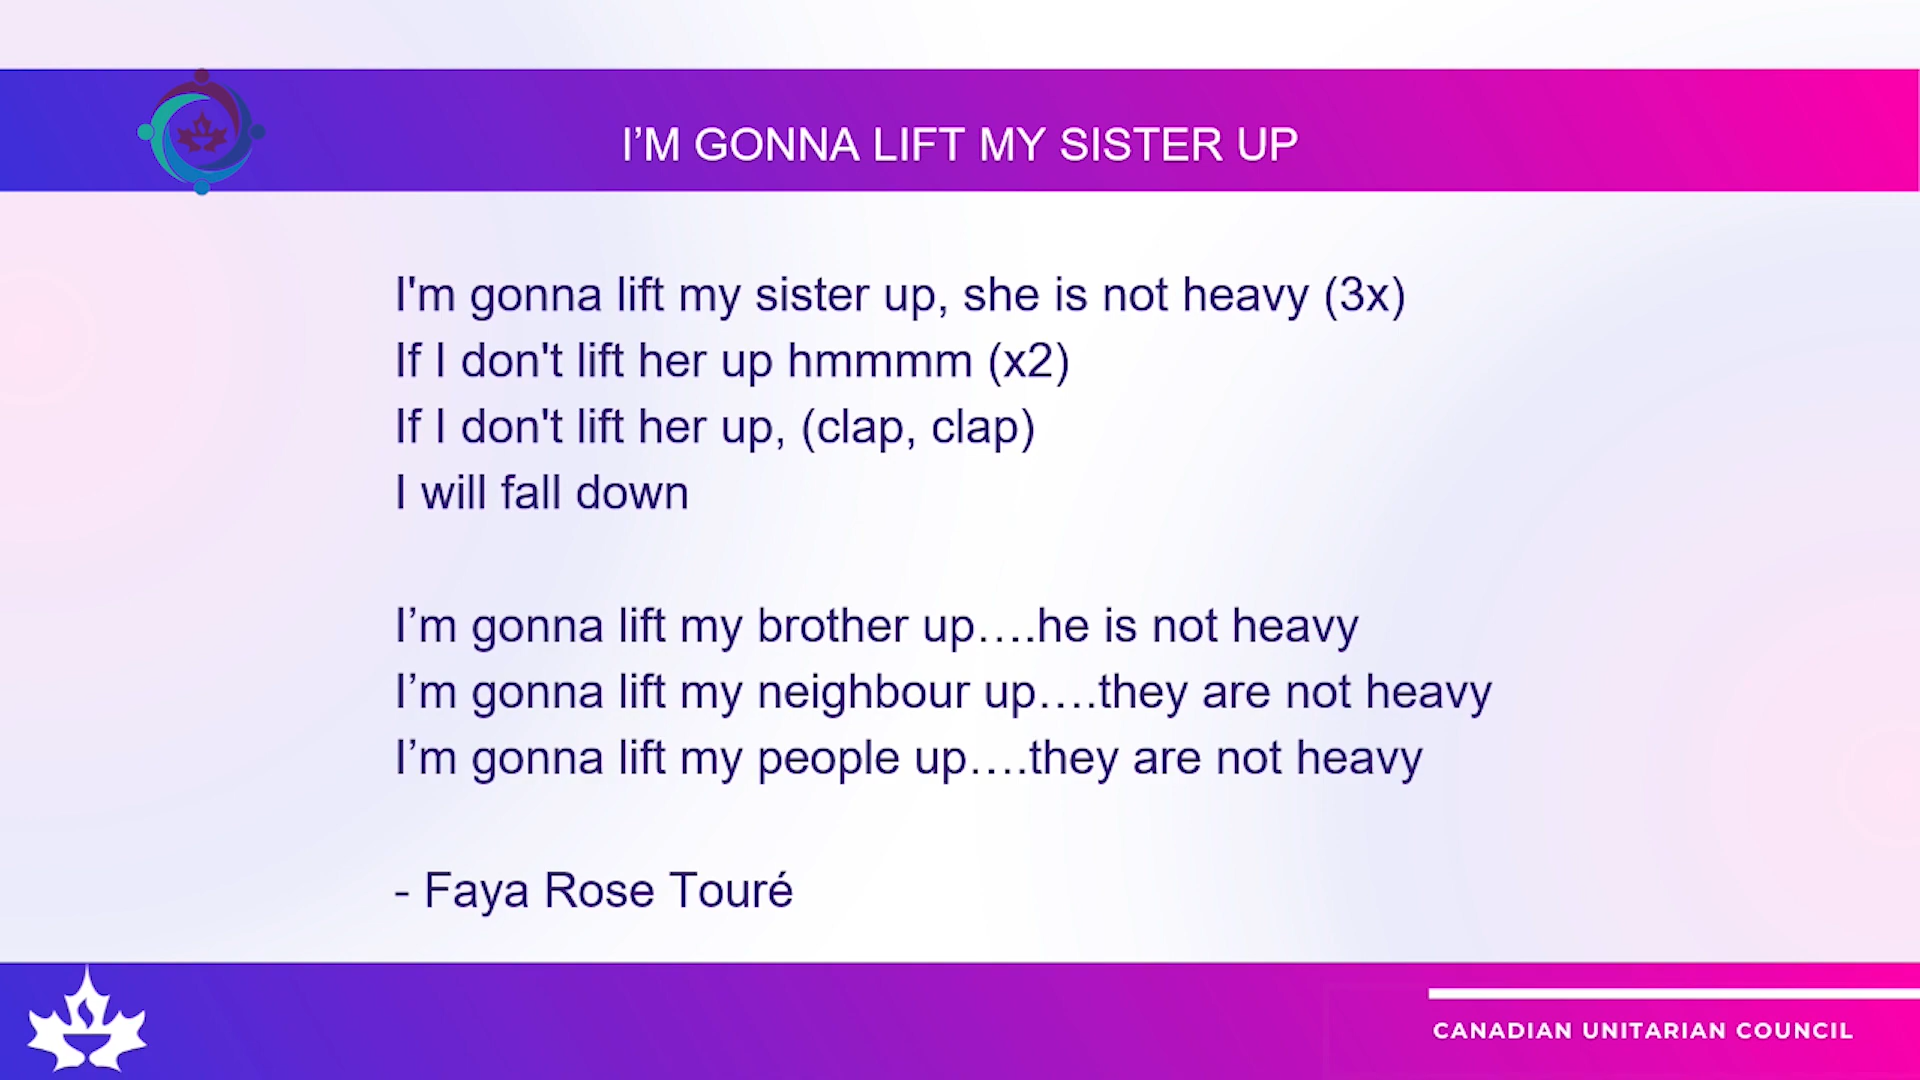 I’M GONNA LIFT MY SISTER UP
I'm gonna lift my sister up, she is not heavy (3x)
If I don't lift her up hmmmm (x2)
If I don't lift her up, (clap, clap)
I will fall down
I’m gonna lift my brother up….he is not heavy
I’m gonna lift my neighbour up….they are not heavy
I’m gonna lift my people up….they are not heavy
- Faya Rose Touré
CANADIAN UNITARIAN COUNCIL